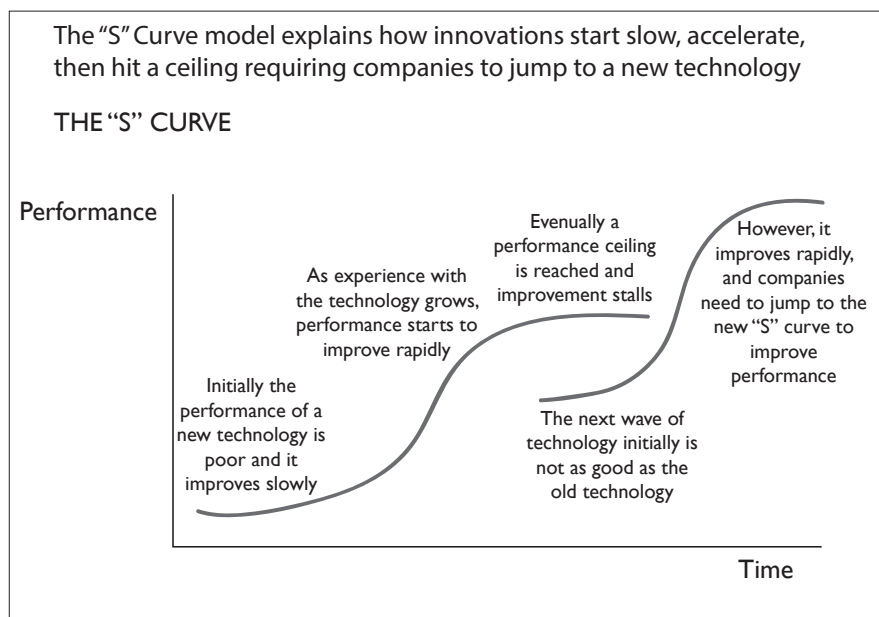 The “S” Curve model explains how innovations start slow, accelerate,
then hit a ceiling requiring companies to jump to a new technology
THE “S” CURVE
Performance
Initially the
performance of a
new technology is
poor and it
improves slowly
As experience with
the technology grows,
performance starts to
improve rapidly
Evenually a
performance ceiling
is reached and
improvement stalls
The next wave of
technology initially is
not as good as the
old technology
However, it
improves rapidly,
and companies
need to jump to the
new “S” curve to
improve
performance
Time